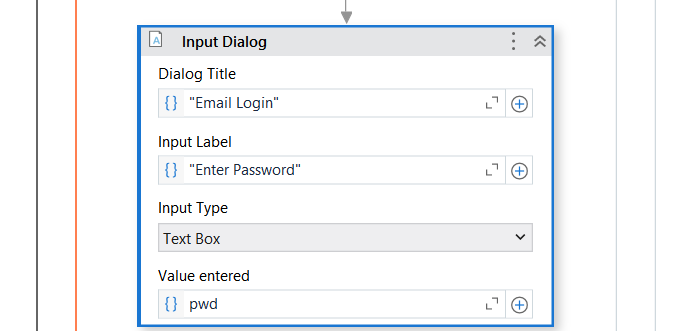 Input Dialog
Dialog Title
"Email Login"
Input Label
"Enter Password"
Input Type
Text Box
Value entered
pwd